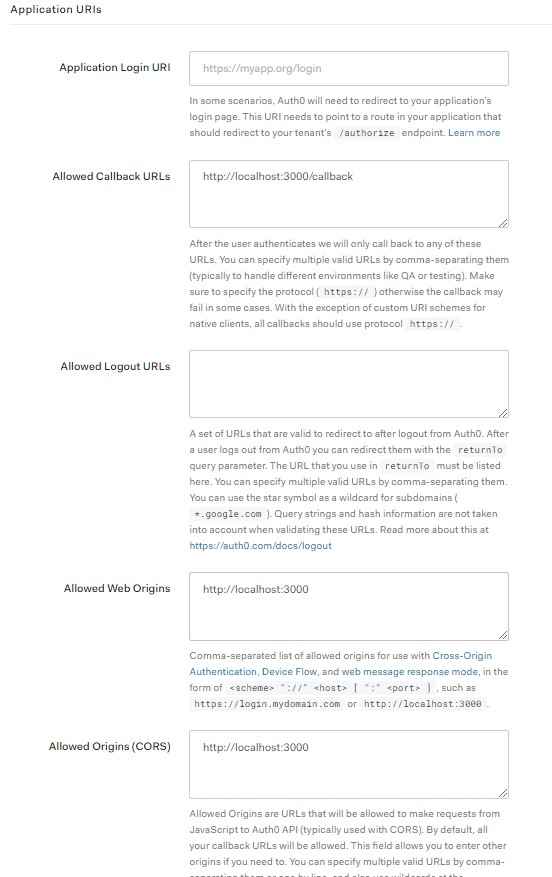 Application URIs
Application Login URI
https://myapp.org/login
In some scenarios, Auth0 will need to redirect to your application's
login page. This URI needs to point to a route in your application that
should redirect to your tenant's /authorize endpoint. Learn more
Allowed Callback URLs
http://localhost:3000/callback
After the user authenticates we will only call back to any of these
URLs. You can specify multiple valid URLs by comma-separating them
(typically to handle different environments like QA or testing). Make
sure to specify the protocol ( https:// ) otherwise the callback may
fail in some cases. With the exception of custom URI schemes for
native clients, all callbacks should use protocol https:// .
Allowed Logout URLs
A set of URLs that are valid to redirect to after logout from Auth0. After
a user logs out from Auth0 you can redirect them with the returnTo
query parameter. The URL that you use in returnTo must be listed
here. You can specify multiple valid URLs by comma-separating them.
You can use the star symbol as a wildcard for subdomains (
*.google.com ). Query strings and hash information are not taken
into account when validating these URLs. Read more about this at
https://auth0.com/docs/logout
Allowed Web Origins
http://localhost:3000
Comma-separated list of allowed origins for use with Cross-Origin
Authentication, Device Flow, and web message response mode, in the
form of <scheme> "://" <host> [ ":" <port> ] , such as
https://login.mydomain.com or http://localhost:3000 .
Allowed Origins (CORS)
http://localhost:3000
Allowed Origins are URLs that will be allowed to make requests from
JavaScript to Auth0 API (typically used with CORS). By default, all
your callback URLs will be allowed. This field allows you to enter other
origins if you need to. You can specify multiple valid URLs by comma-